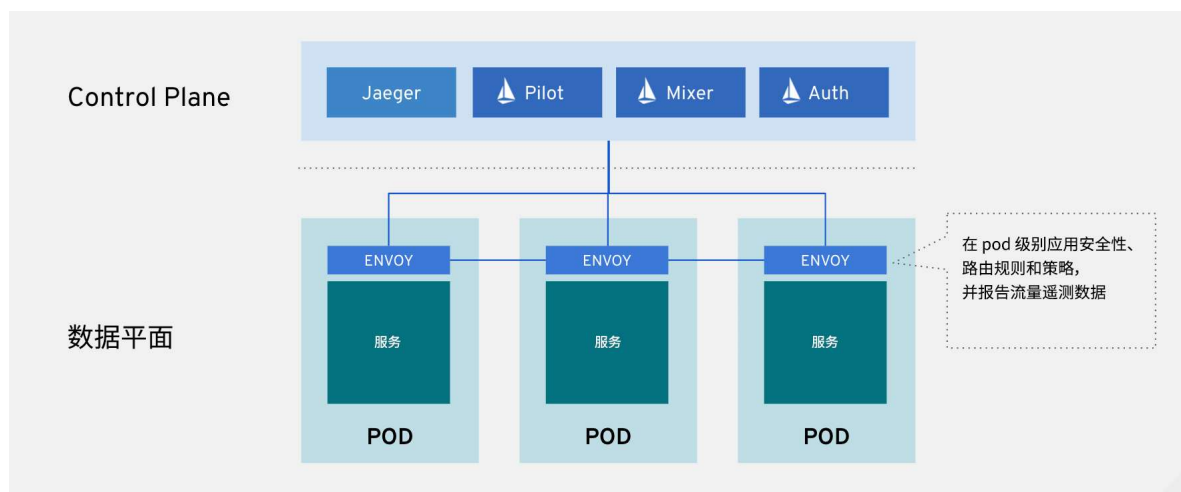 Control Plane
Jaeger
Pilot
Mixer
Auth
ENVOY
ENVOY
ENVOY
在 pod 级别应用安全性、
路由规则和策略，
并报告流量遥测数据
数据平面
服务
服务
服务
POD
POD
POD